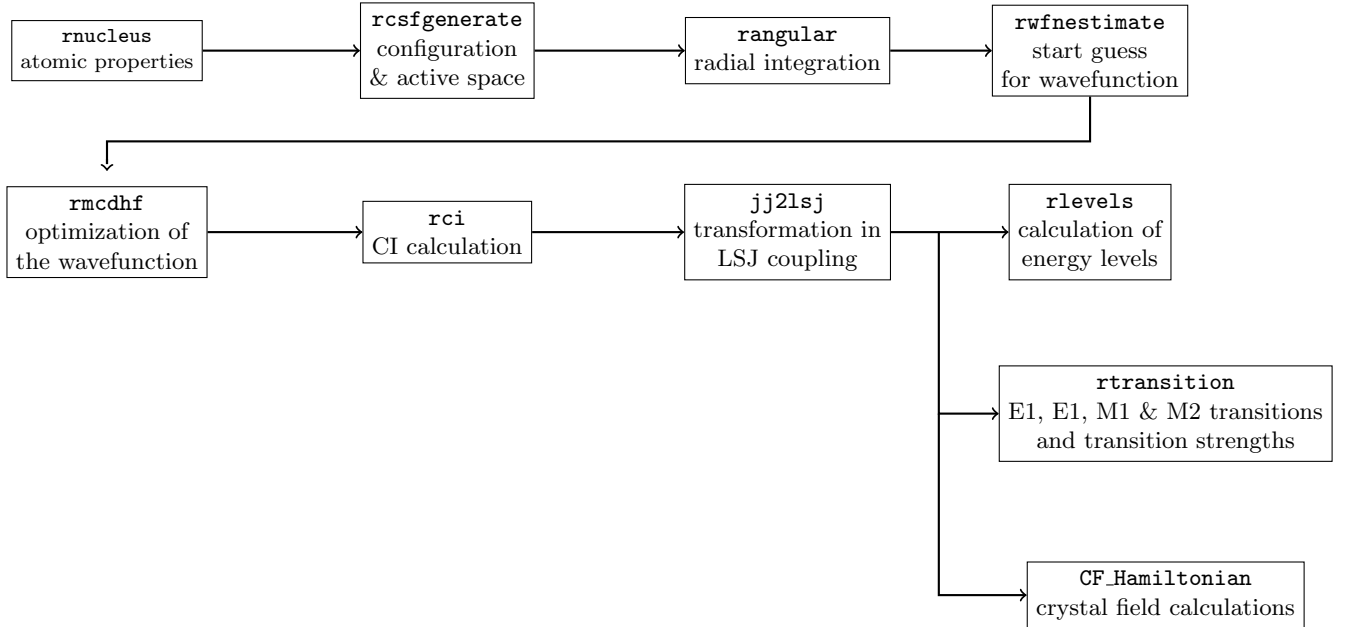 rnucleus
atomic properties
rcsfgenerate
configuration
& active space
rangular
radial integration
rwfnestimate
start guess
for wavefunction
rmcdhf
optimization of
the wavefunction
rci
CI calculation
jj2lsj
transformation in
LSJ coupling
rlevels
calculation of
energy levels
rtransition
E1, E1, M1 & M2 transitions
and transition strengths
CF_Hamiltonian
crystal field calculations